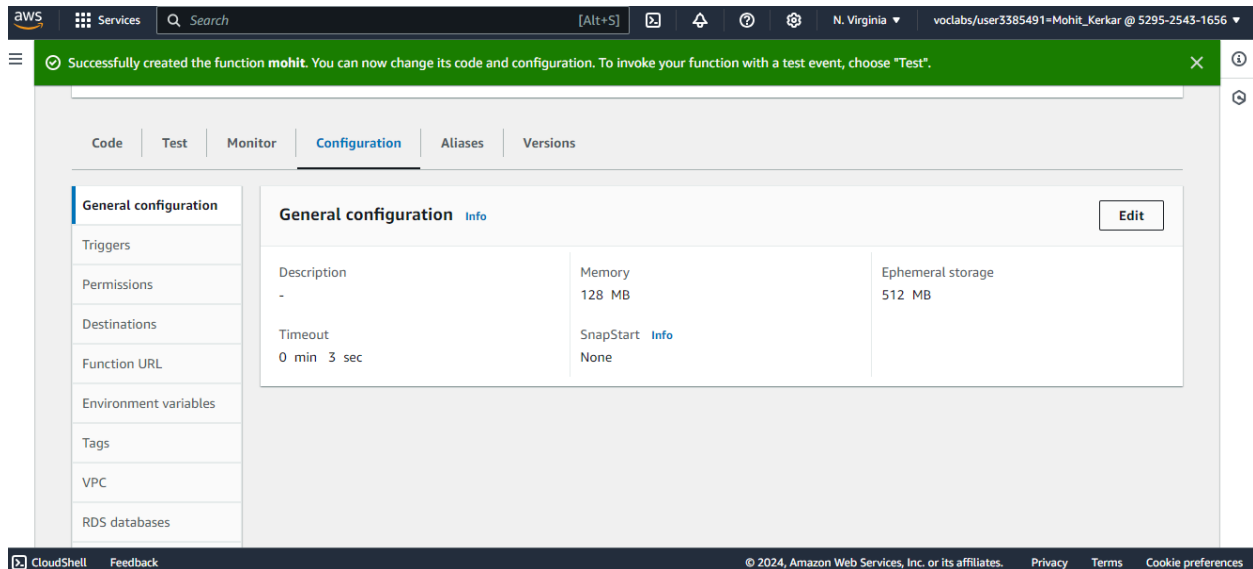 aws Services Search [Alt+S] N. Virginia ▼ voclabs/user3385491=Mohit_Kerkar @ 5295-2543-1656 ▼
Successfully created the function mohit. You can now change its code and configuration. To invoke your function with a test event, choose "Test".
Code Test Monitor Configuration Aliases Versions
General configuration
Triggers
Permissions
Destinations
Function URL
Environment variables
Tags
VPC
RDS databases
General configuration Info Edit
Description Memory Ephemeral storage
- 128 MB 512 MB
Timeout SnapStart Info
0 min 3 sec None
CloudShell Feedback © 2024, Amazon Web Services, Inc. or its affiliates. Privacy Terms Cookie preferences